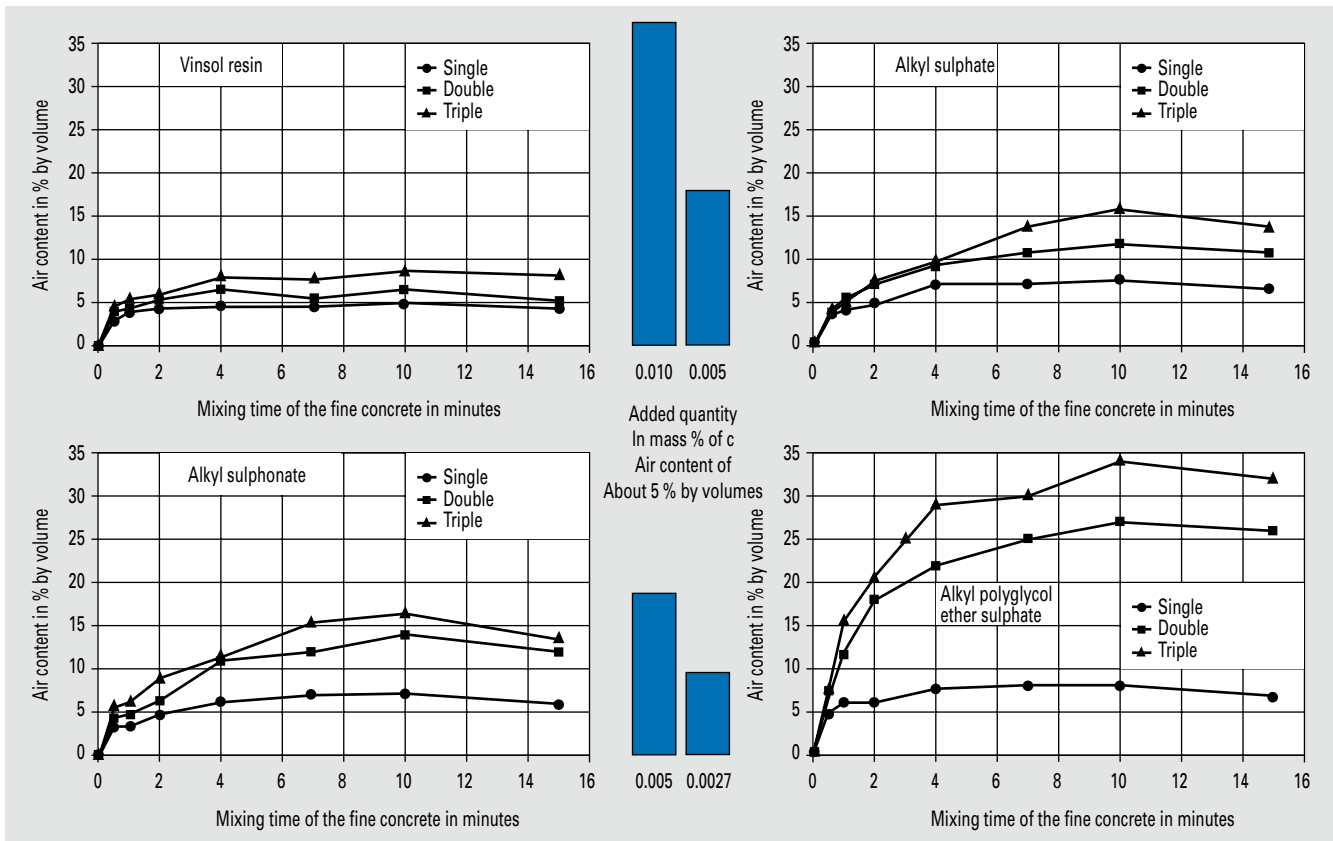 Vinsol resin
Single
Double
Triple
Air content in % by volume
35
30
25
20
15
10
5
0
0 2 4 6 8 10 12 14 16
Mixing time of the fine concrete in minutes
0.010 0.005
Added quantity
In mass % of c
Air content of
About 5 % by volumes
Alkyl sulphate
Single
Double
Triple
Air content in % by volume
35
30
25
20
15
10
5
0
0 2 4 6 8 10 12 14 16
Mixing time of the fine concrete in minutes
Alkyl sulphonate
Single
Double
Triple
Air content in % by volume
35
30
25
20
15
10
5
0
0 2 4 6 8 10 12 14 16
Mixing time of the fine concrete in minutes
0.005 0.0027
Alkyl polyglycol
ether sulphate
Single
Double
Triple
Air content in % by volume
35
30
25
20
15
10
5
0
0 2 4 6 8 10 12 14 16
Mixing time of the fine concrete in minutes